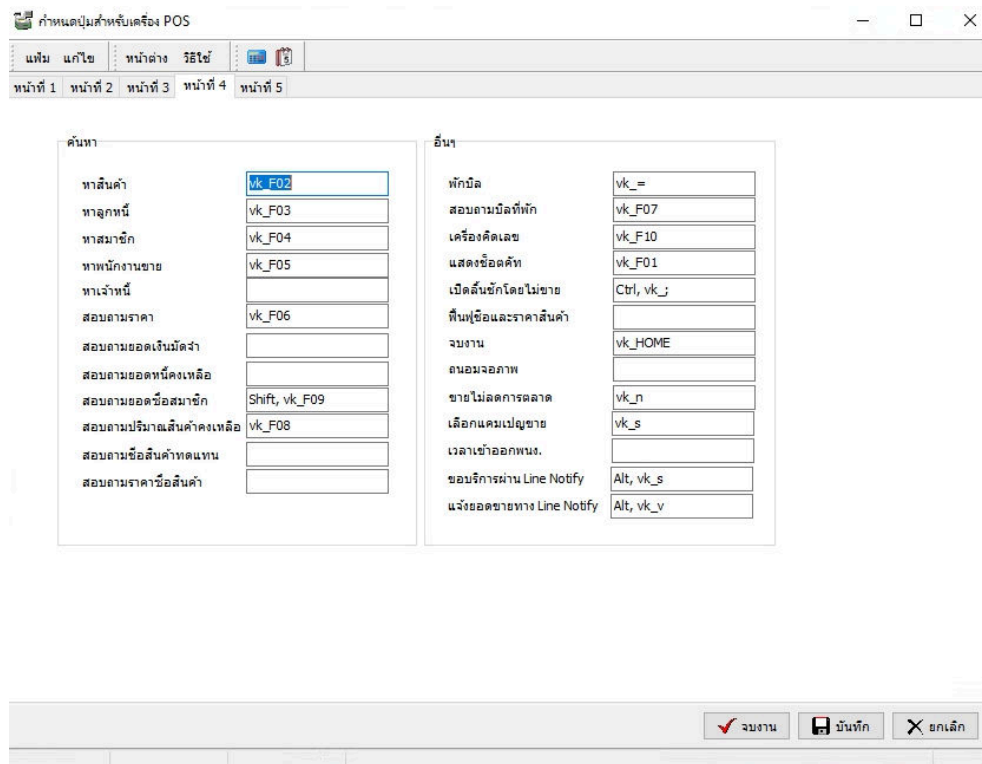 กำหนดปุ่มสำหรับเครื่อง POS
แฟ้ม แก้ไข หน้าต่าง วิธีใช้
หน้าที่ 1 หน้าที่ 2 หน้าที่ 3 หน้าที่ 4 หน้าที่ 5
ค้นหา
หาสินค้า vk_F02
หาลูกหนี้ vk_F03
หาสมาชิก vk_F04
หาพนักงานขาย vk_F05
หาเจ้าหนี้
สอบถามราคา vk_F06
สอบถามยอดเงินมัดจำ
สอบถามยอดหนี้คงเหลือ
สอบถามยอดซื้อสมาชิก Shift, vk_F09
สอบถามปริมาณสินค้าคงเหลือ vk_F08
สอบถามชื่อสินค้าทดแทน
สอบถามราคาซื้อสินค้า
อื่นๆ
พักบิล vk_=
สอบถามบิลที่พัก vk_F07
เครื่องคิดเลข vk_F10
แสดงช็อตคัท vk_F01
เปิดลิ้นชักโดยไม่ขาย Ctrl, vk_;
ฟื้นฟูชื่อและราคาสินค้า
จบงาน vk_HOME
ถนอมจอภาพ
ขายไม่ลดการตลาด vk_n
เลือกแคมเปญขาย vk_s
เวลาเข้าออกพนง.
ขอบริการผ่าน Line Notify Alt, vk_s
แจ้งยอดขายทาง Line Notify Alt, vk_v
จบงาน บันทึก ยกเลิก